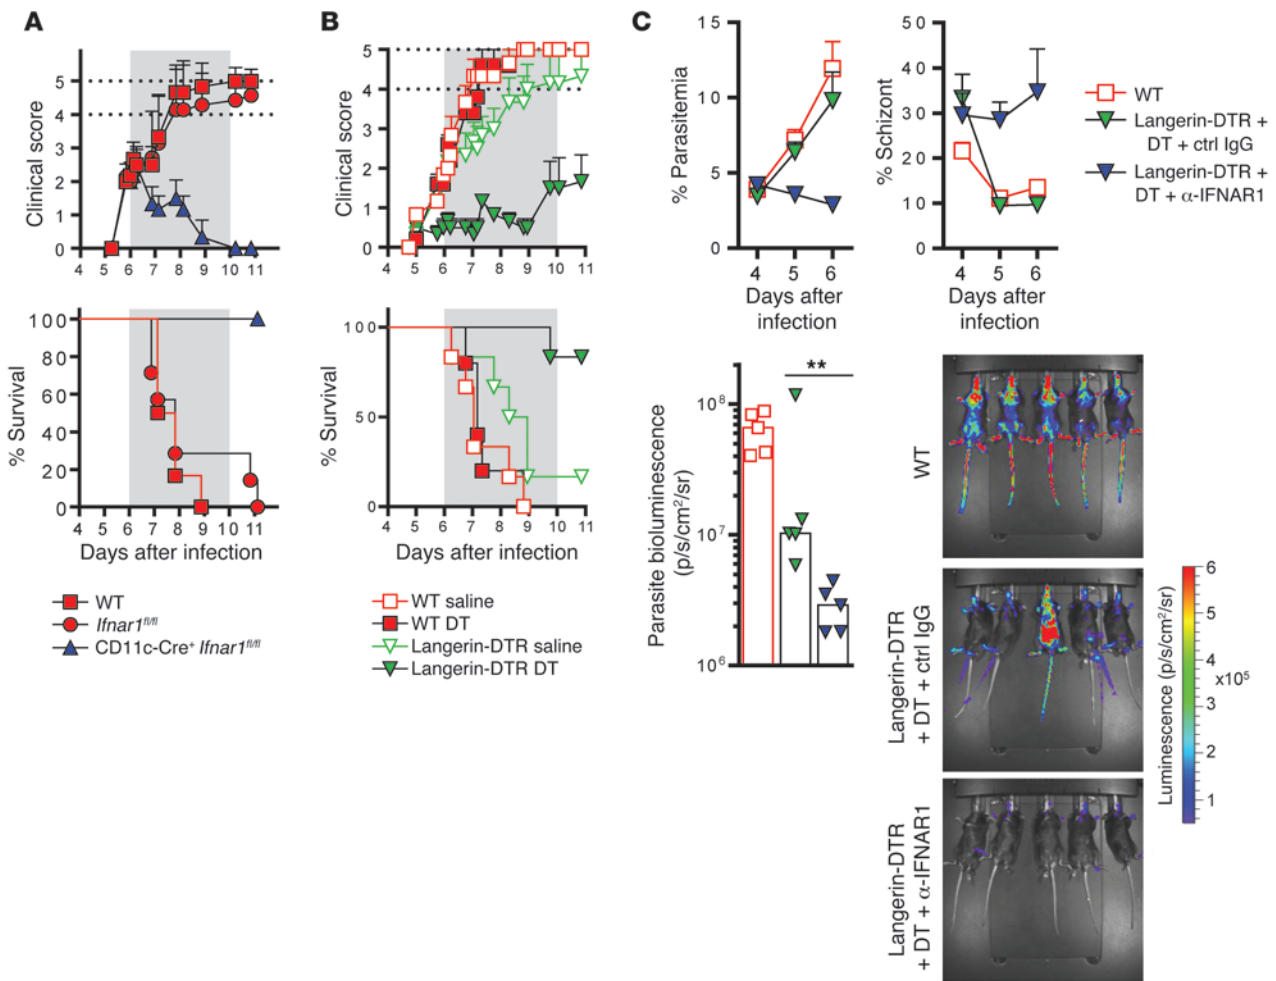 A
Clinical score
5
4
3
2
1
0
4 5 6 7 8 9 10 11
% Survival
100
80
60
40
20
0
4 5 6 7 8 9 10 11
Days after infection
WT
Ifnar1fl/fl
CD11c-Cre+ Ifnar1fl/fl
B
Clinical score
5
4
3
2
1
0
4 5 6 7 8 9 10 11
% Survival
100
50
0
4 5 6 7 8 9 10 11
Days after infection
WT saline
WT DT
Langerin-DTR saline
Langerin-DTR DT
C
% Parasitemia
15
10
5
0
4 5 6
Days after
infection
% Schizont
50
40
30
20
10
0
4 5 6
Days after
infection
WT
Langerin-DTR +
DT + ctrl IgG
Langerin-DTR +
DT + α-IFNAR1
Parasite bioluminescence
(p/s/cm²/sr)
10⁸
10⁷
10⁶
**
WT
Langerin-DTR
+ DT + ctrl IgG
Langerin-DTR
+ DT + α-IFNAR1
Luminescence (p/s/cm²/sr)
6
5
4
3
2
1
x10⁵